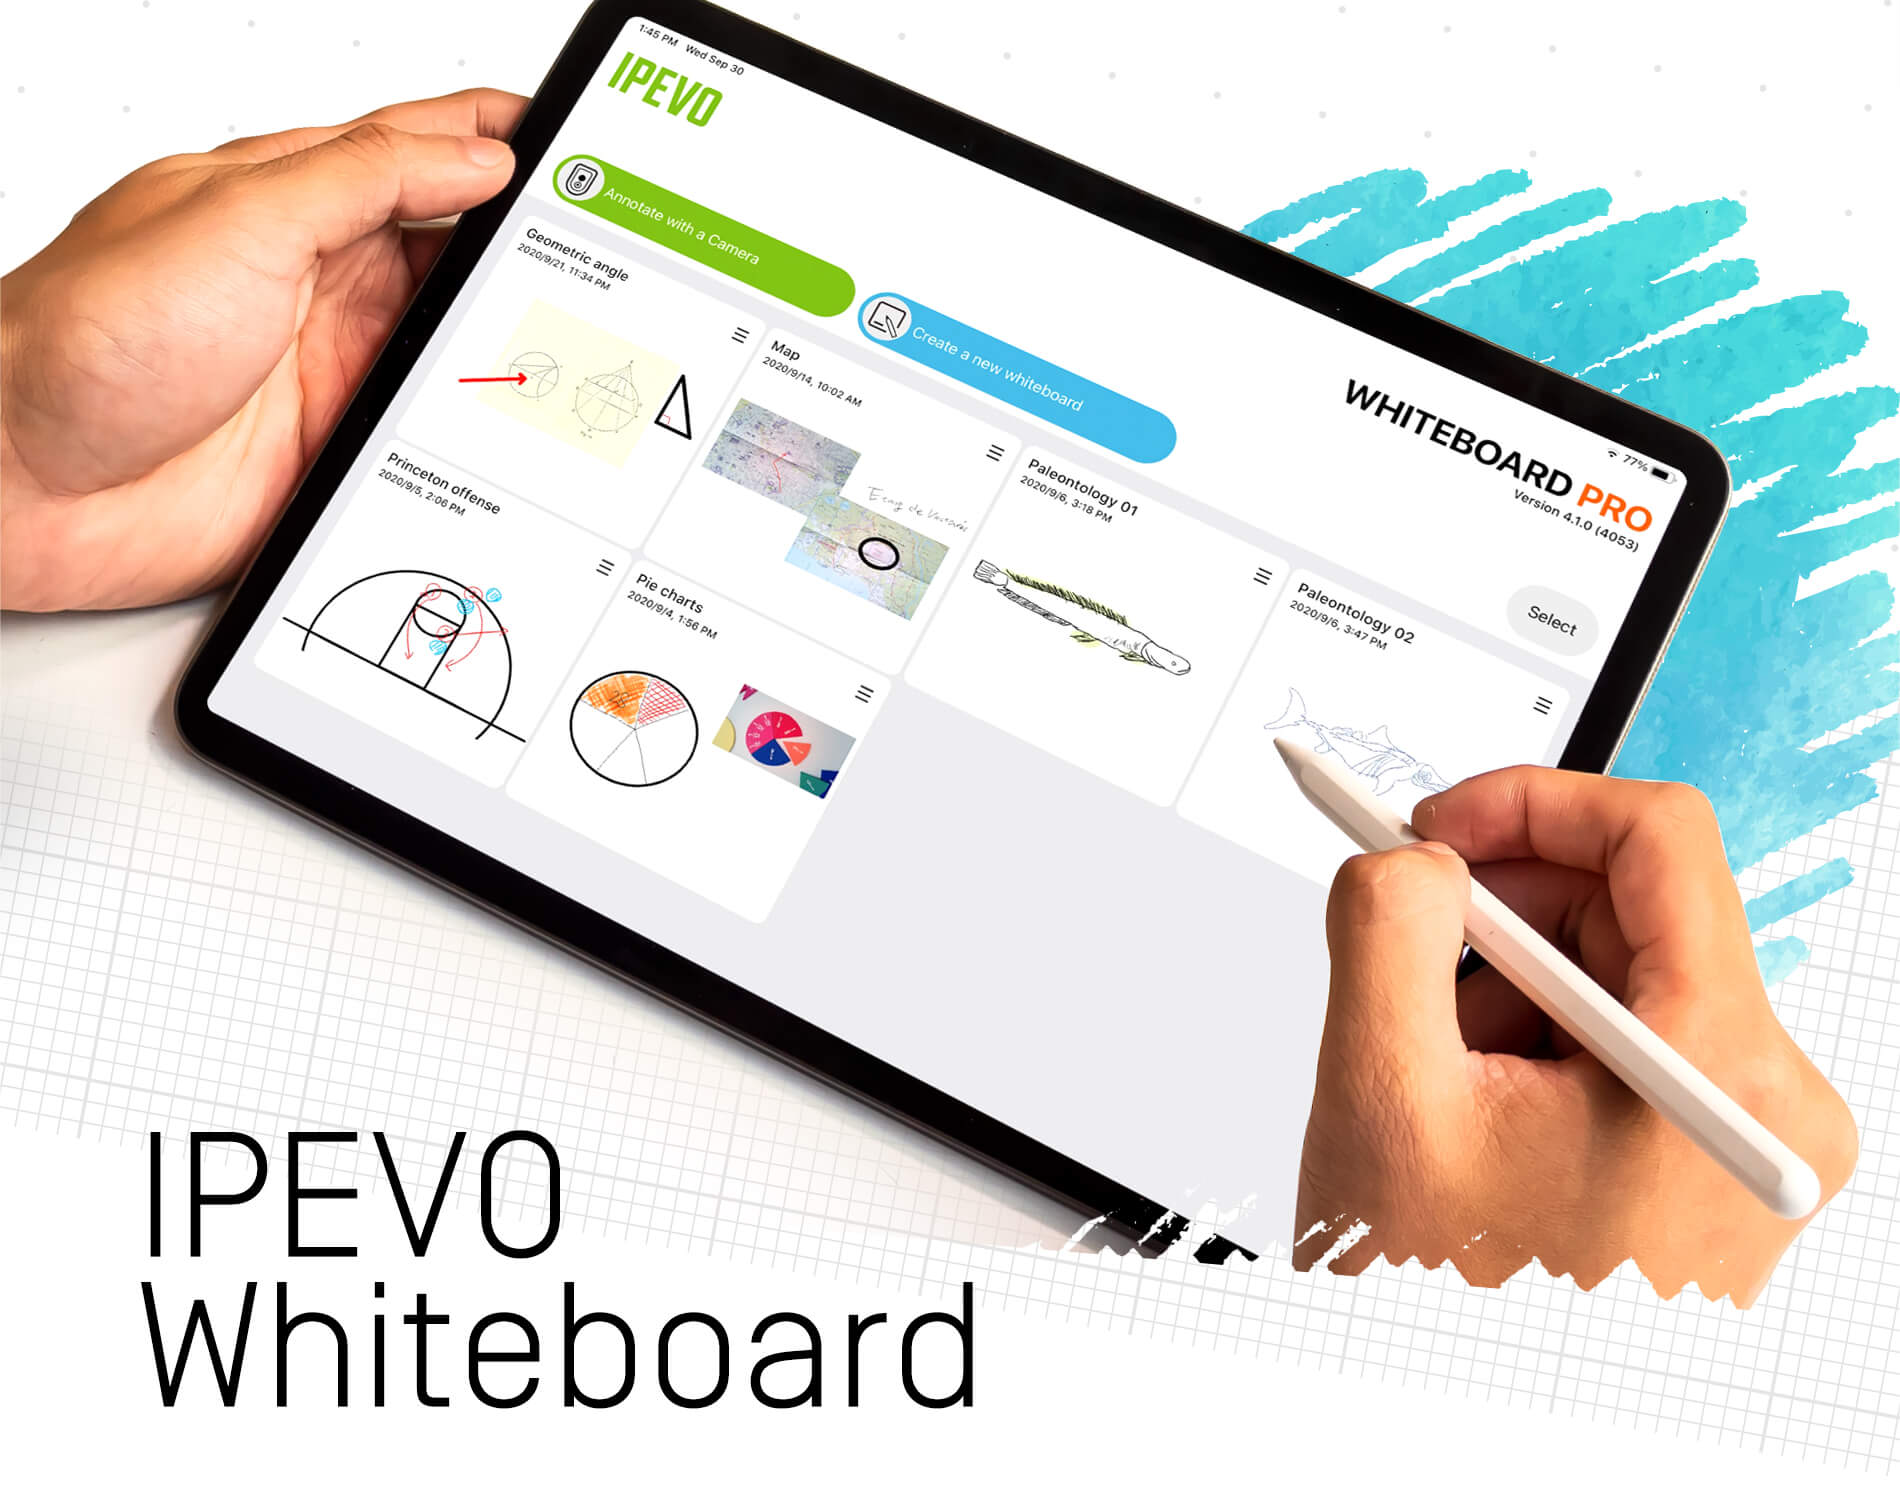 1:45 PM Wed Sep 30
77%
IPEVO
WHITEBOARD PRO
Version 4.1.0 (4053)
Annotate with a Camera
Create a new whiteboard
Select
Geometric angle
2020/9/21, 11:34 PM
Map
2020/9/14, 10:02 AM
Paleontology 01
2020/9/6, 3:18 PM
Paleontology 02
2020/9/6, 3:47 PM
Princeton offense
2020/9/5, 2:06 PM
Pie charts
2020/9/4, 1:56 PM
IPEVO
Whiteboard